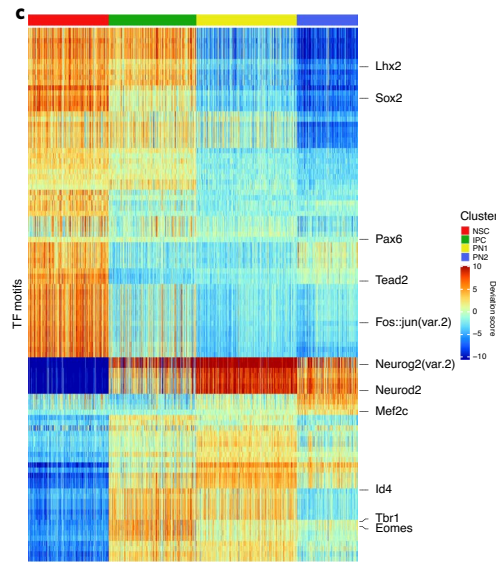 c
Lhx2
Sox2
Pax6
Tead2
Fos::jun(var.2)
Neurog2(var.2)
Neurod2
Mef2c
Id4
Tbr1
Eomes
TF motifs
Cluster
NSC
IPC
PN1
PN2
10
5
0
−5
−10
Deviation score